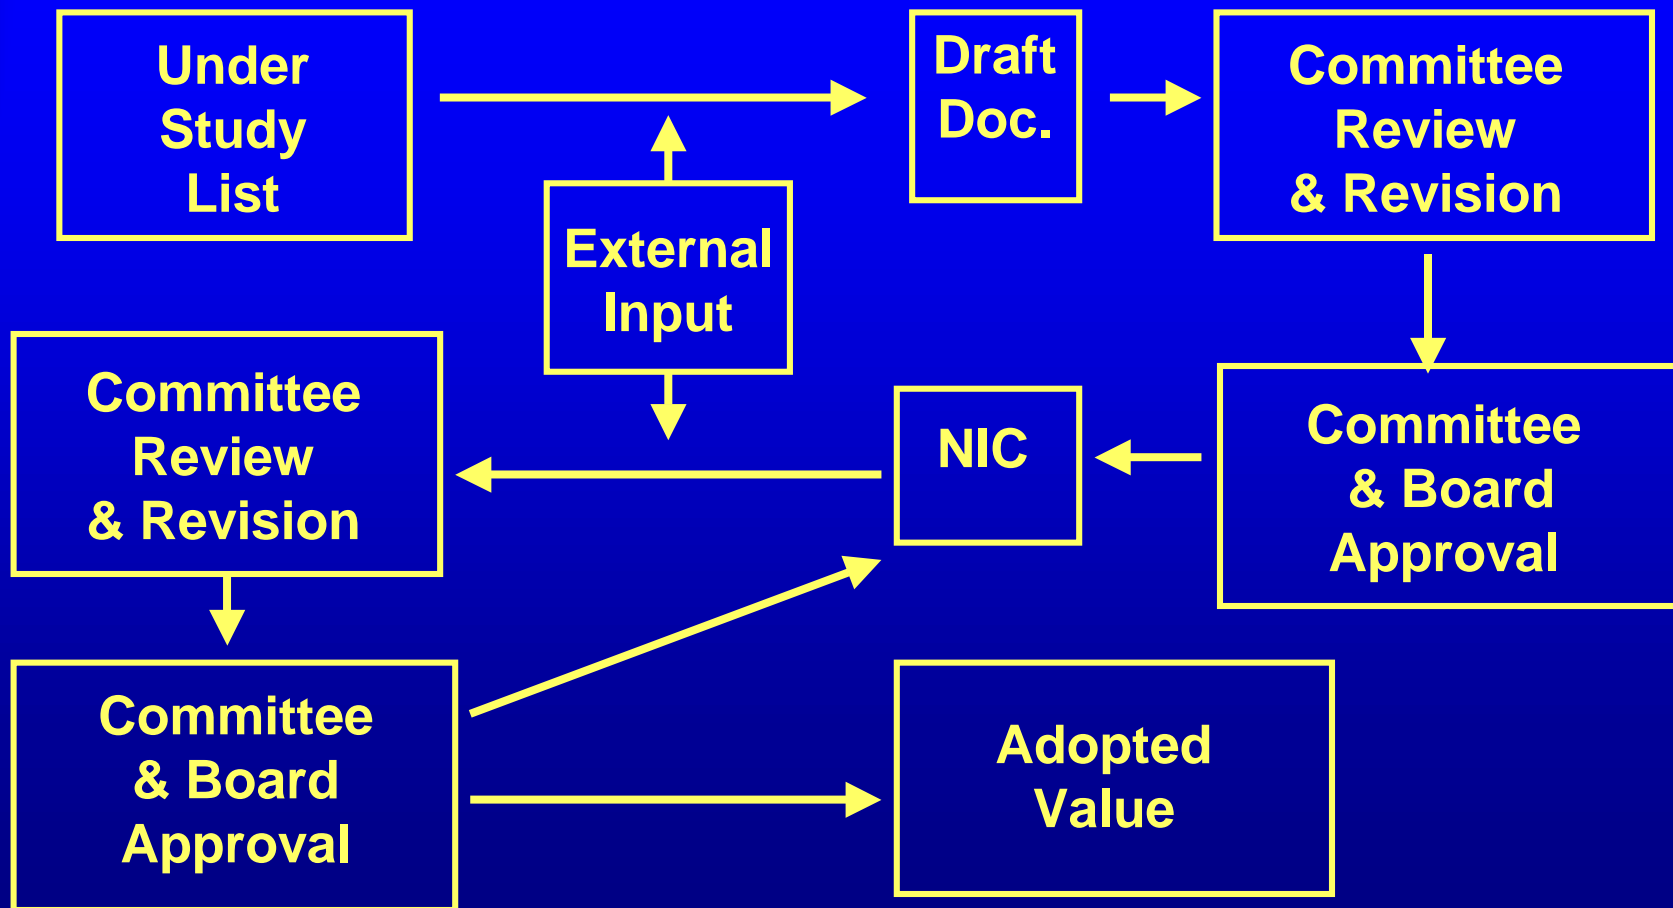 Under
Study
List
External
Input
Draft
Doc.
Committee
Review
& Revision
Committee
& Board
Approval
NIC
Committee
Review
& Revision
Committee
& Board
Approval
Adopted
Value